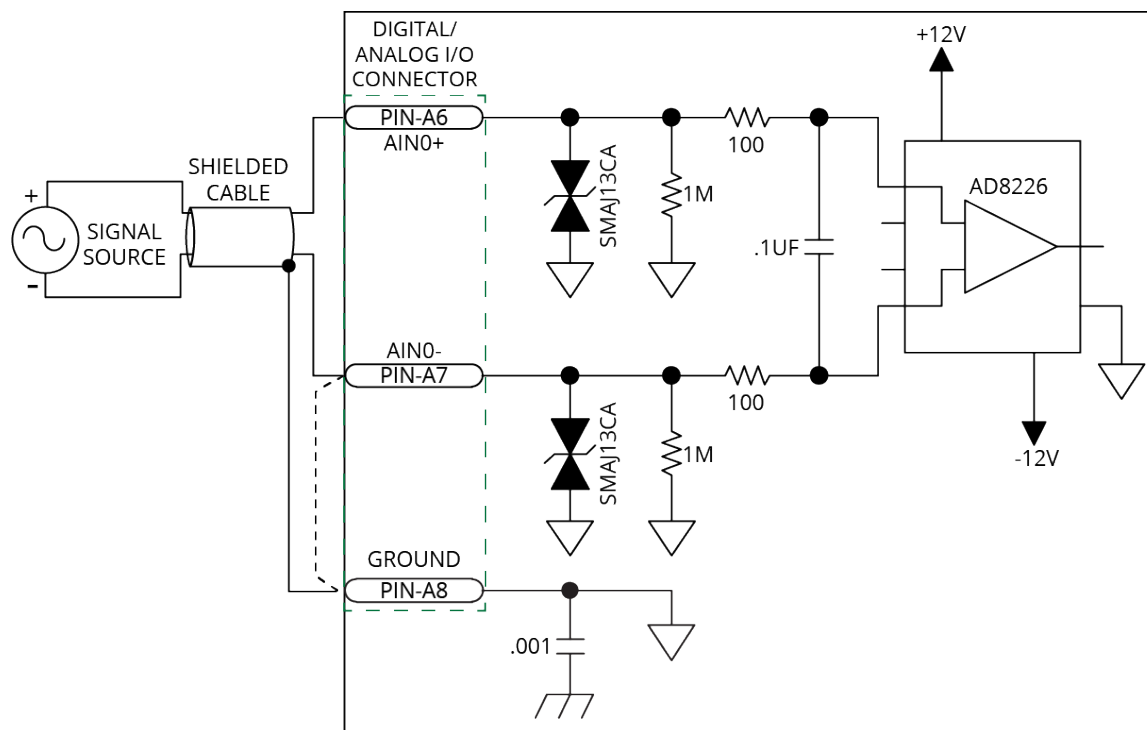 DIGITAL/
ANALOG I/O
CONNECTOR
+12V
PIN-A6
AIN0+
100
SHIELDED
CABLE
AD8226
+
SIGNAL
SOURCE
-
SMAJ13CA
1M
.1UF
AIN0-
PIN-A7
100
SMAJ13CA
1M
-12V
GROUND
PIN-A8
.001